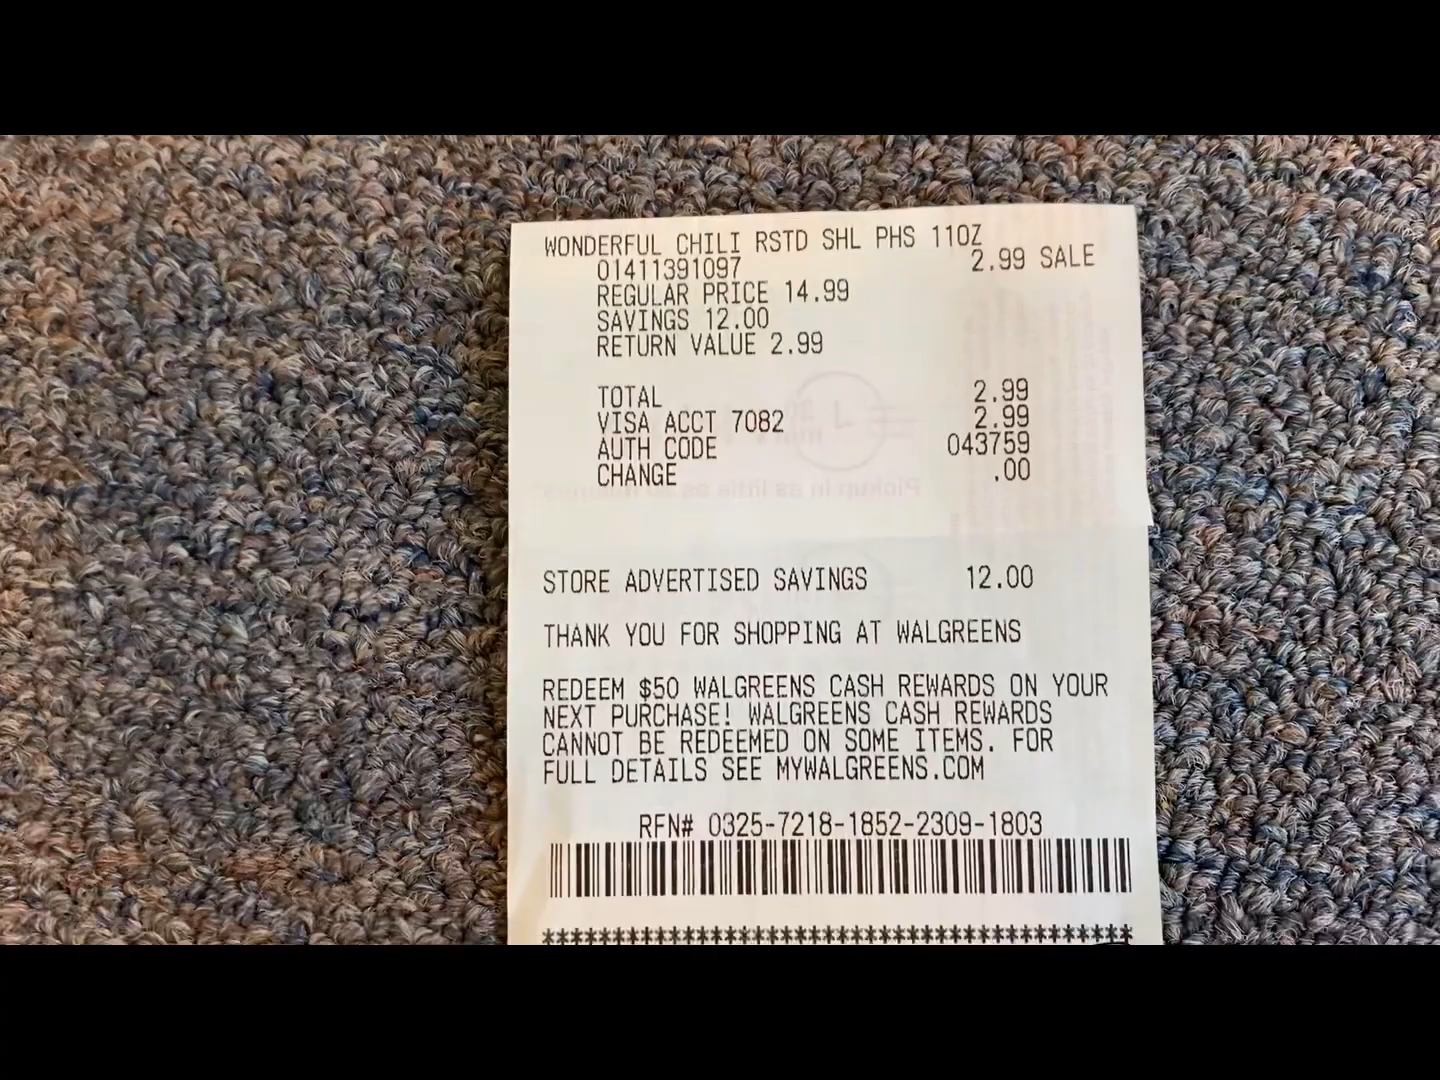 WONDERFUL CHILI RSTD SHL PHS 11OZ
01411391097 2.99 SALE
REGULAR PRICE 14.99
SAVINGS 12.00
RETURN VALUE 2.99
TOTAL 2.99
VISA ACCT 7082 2.99
AUTH CODE 043759
CHANGE .00
STORE ADVERTISED SAVINGS 12.00
THANK YOU FOR SHOPPING AT WALGREENS
REDEEM $50 WALGREENS CASH REWARDS ON YOUR
NEXT PURCHASE! WALGREENS CASH REWARDS
CANNOT BE REDEEMED ON SOME ITEMS. FOR
FULL DETAILS SEE MYWALGREENS.COM
RFN# 0325-7218-1852-2309-1803
*******************************************